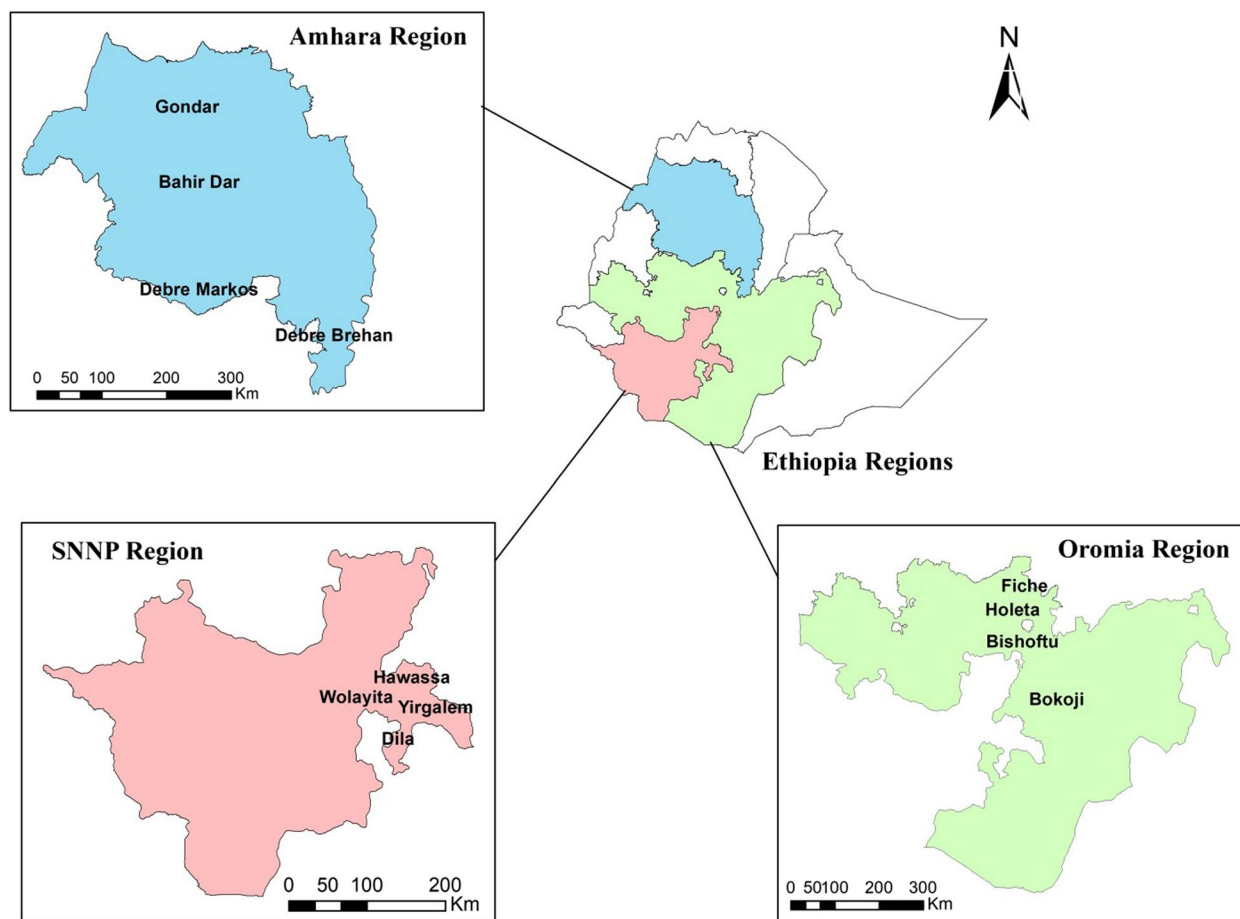 Amhara Region
Gondar
Bahir Dar
Debre Markos
Debre Brehan
0 50 100 200 300
Km
N
Ethiopia Regions
SNNP Region
Hawassa
Wolayita
Yirgalem
Dila
0 50 100 200
Km
Oromia Region
Fiche
Holeta
Bishoftu
Bokoji
0 50100 200 300
Km